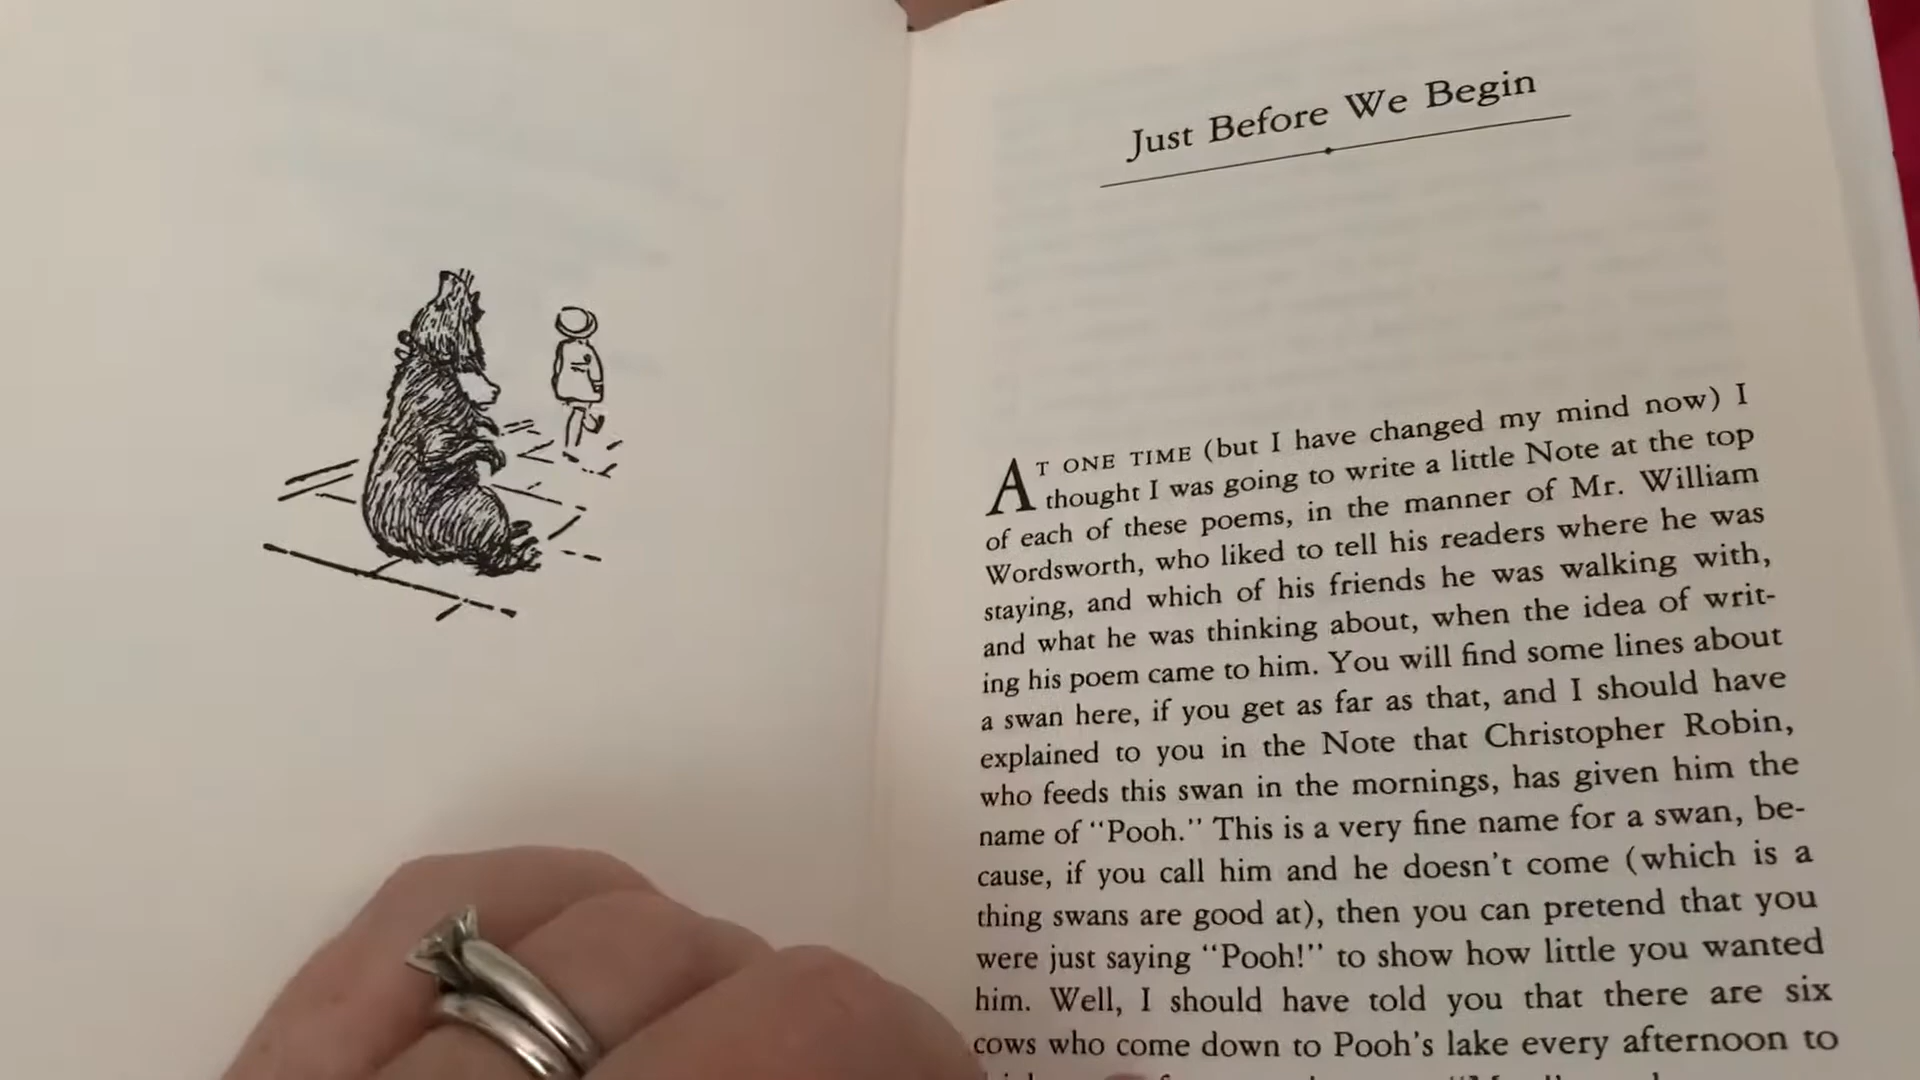 Just Before We Begin
AT ONE TIME (but I have changed my mind now) I
thought I was going to write a little Note at the top
of each of these poems, in the manner of Mr. William
Wordsworth, who liked to tell his readers where he was
staying, and which of his friends he was walking with,
and what he was thinking about, when the idea of writ-
ing his poem came to him. You will find some lines about
a swan here, if you get as far as that, and I should have
explained to you in the Note that Christopher Robin,
who feeds this swan in the mornings, has given him the
name of “Pooh.” This is a very fine name for a swan, be-
cause, if you call him and he doesn't come (which is a
thing swans are good at), then you can pretend that you
were just saying “Pooh!” to show how little you wanted
him. Well, I should have told you that there are six
cows who come down to Pooh's lake every afternoon to